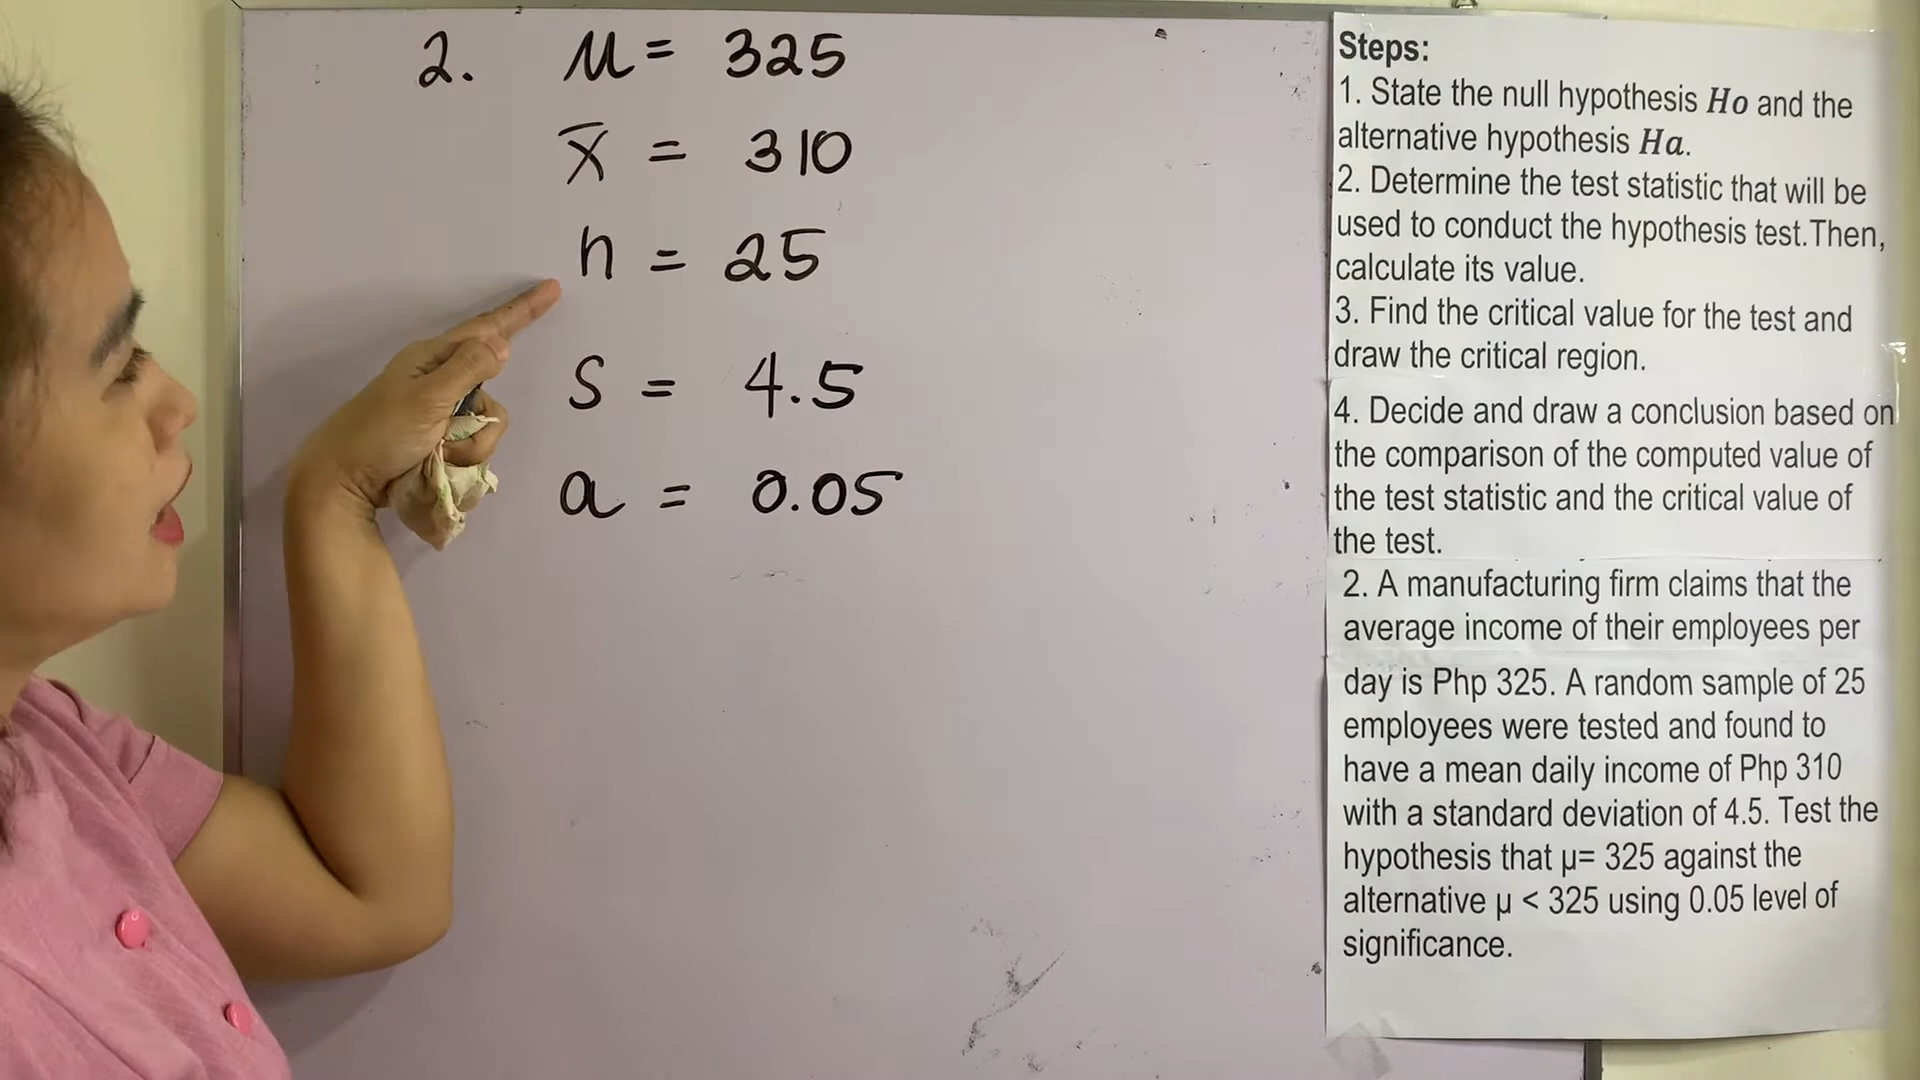 2. μ = 325
x̄ = 310
n = 25
s = 4.5
a = 0.05
Steps:
1. State the null hypothesis Ho and the
alternative hypothesis Ha.
2. Determine the test statistic that will be
used to conduct the hypothesis test.Then,
calculate its value.
3. Find the critical value for the test and
draw the critical region.
4. Decide and draw a conclusion based on
the comparison of the computed value of
the test statistic and the critical value of
the test.
2. A manufacturing firm claims that the
average income of their employees per
day is Php 325. A random sample of 25
employees were tested and found to
have a mean daily income of Php 310
with a standard deviation of 4.5. Test the
hypothesis that μ= 325 against the
alternative μ < 325 using 0.05 level of
significance.